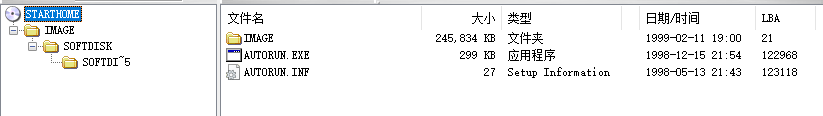 STARTHOME
IMAGE
SOFTDISK
SOFTDI~5
文件名 大小 类型 日期/时间 LBA
IMAGE 245,834 KB 文件夹 1999-02-11 19:00 21
AUTORUN.EXE 299 KB 应用程序 1998-12-15 21:54 122968
AUTORUN.INF 27 Setup Information 1998-05-13 21:43 123118